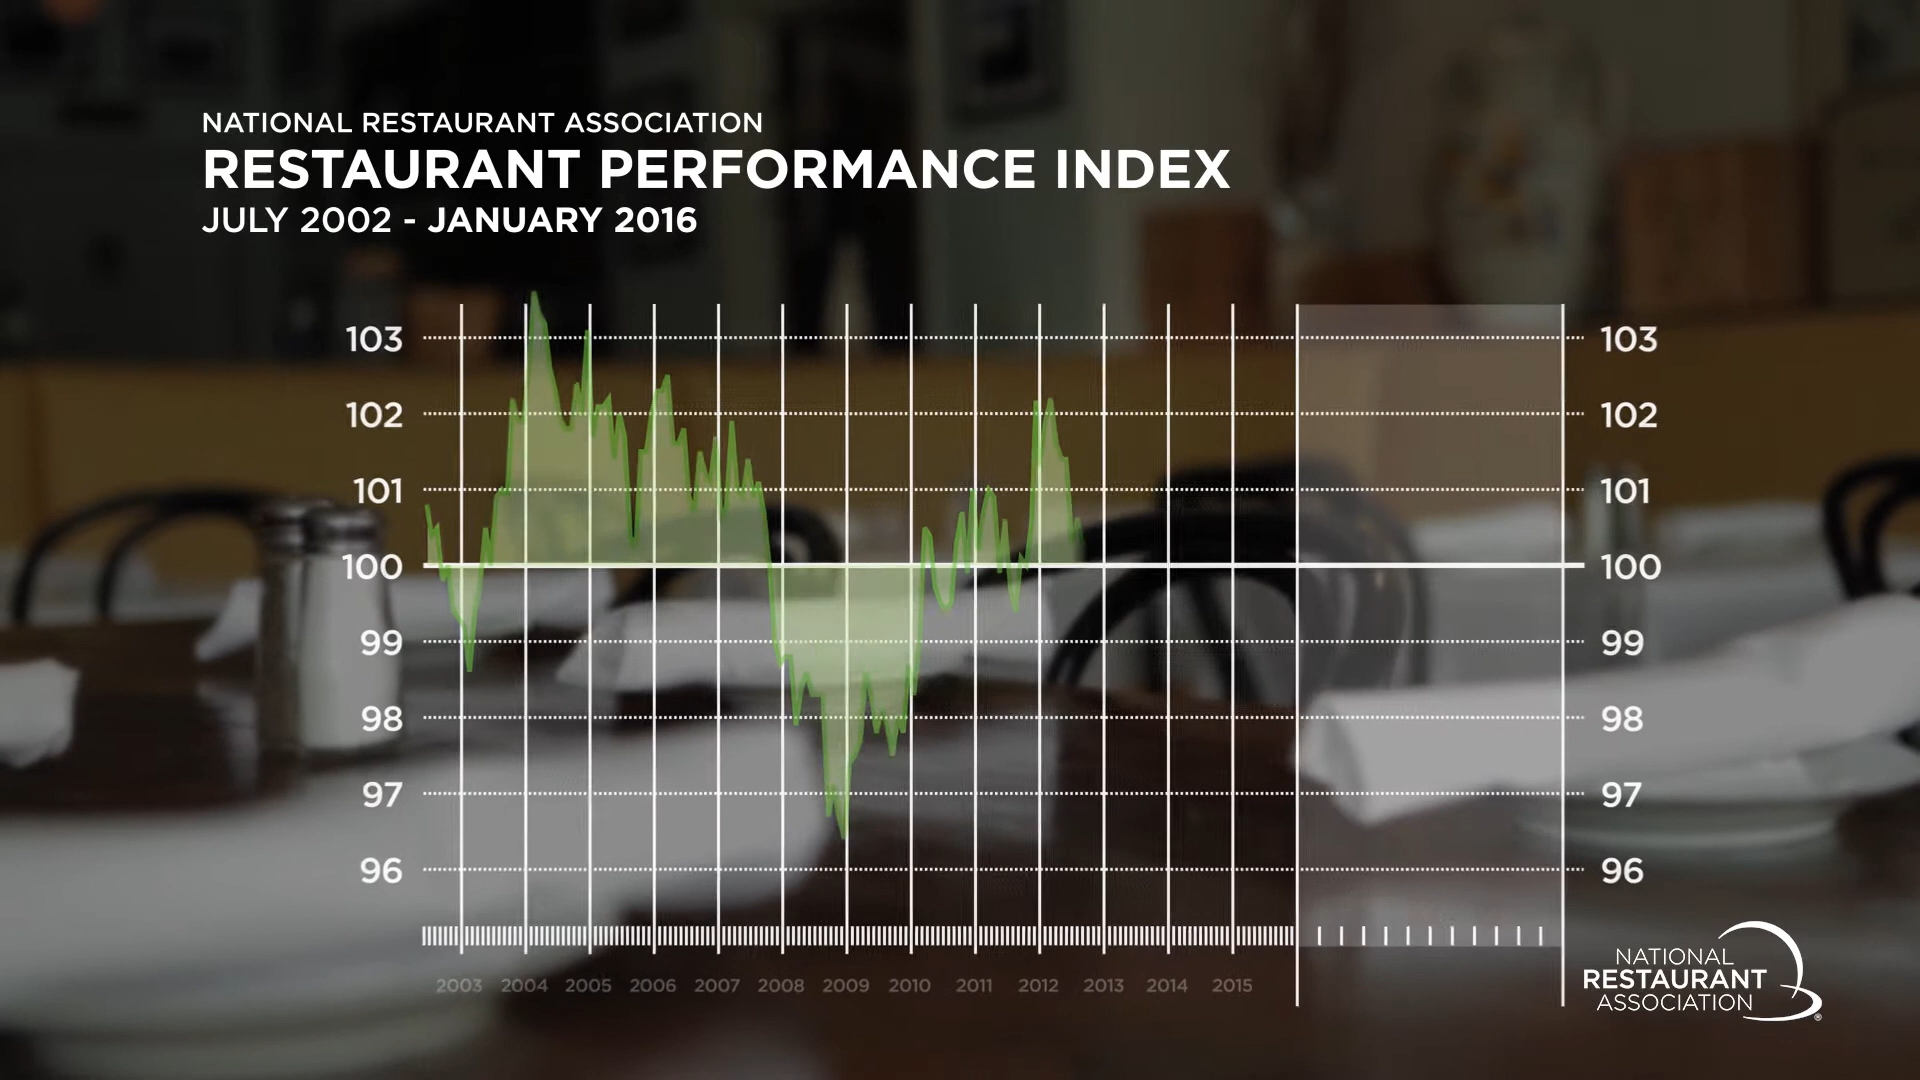 NATIONAL RESTAURANT ASSOCIATION
RESTAURANT PERFORMANCE INDEX
JULY 2002 - JANUARY 2016
103 103
102 102
101 101
100 100
99 99
98 98
97 97
96 96
2003 2004 2005 2006 2007 2008 2009 2010 2011 2012 2013 2014 2015
NATIONAL
RESTAURANT
ASSOCIATION
®